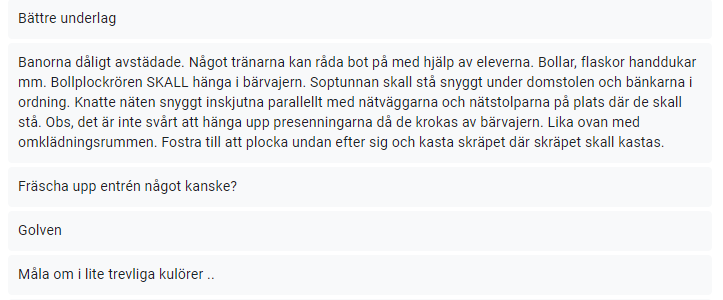 Bättre underlag
Banorna dåligt avstädade. Något tränarna kan råda bot på med hjälp av eleverna. Bollar, flaskor handdukar
mm. Bollplockrören SKALL hänga i bärvajern. Soptunnan skall stå snyggt under domstolen och bänkarna i
ordning. Knatte näten snyggt inskjutna parallellt med nätväggarna och nätstolparna på plats där de skall
stå. Obs, det är inte svårt att hänga upp presenningarna då de krokas av bärvajern. Lika ovan med
omklädningsrummen. Fostra till att plocka undan efter sig och kasta skräpet där skräpet skall kastas.
Fräscha upp entrén något kanske?
Golven
Måla om i lite trevliga kulörer ..